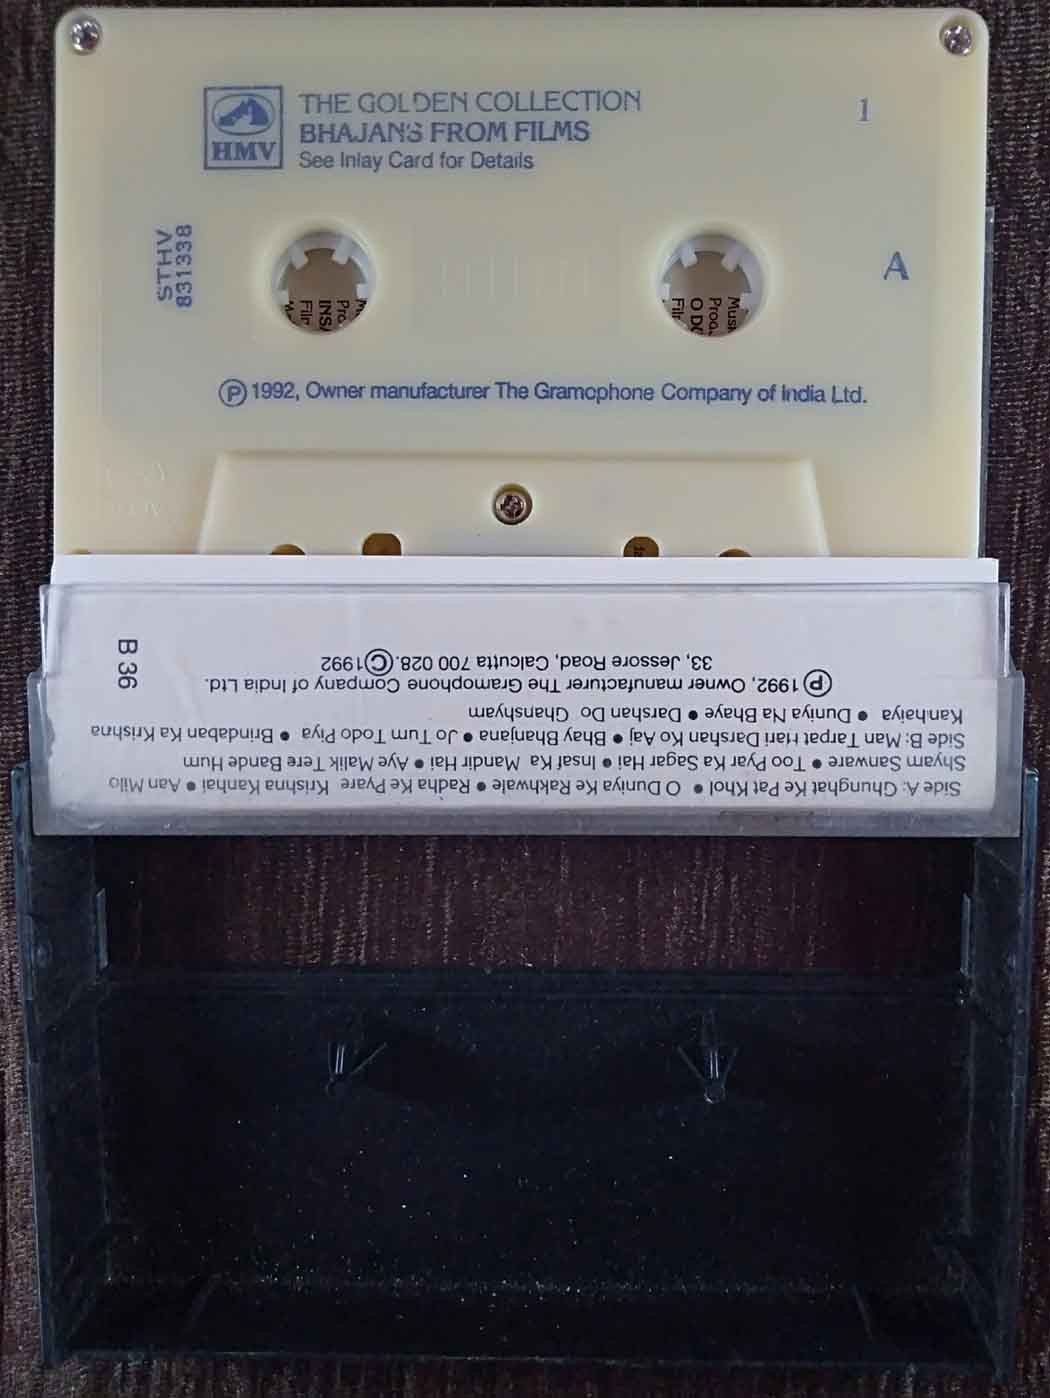 THE GOLDEN COLLECTION
BHAJANS FROM FILMS
See Inlay Card for Details
HMV
1
STHV
831338
A
Ⓟ 1992, Owner manufacturer The Gramophone Company of India Ltd.
Side A: Ghunghat Ke Pat Khol • O Duniya Ke Rakhwale • Radha Ke Pyare Krishna Kanhai • Aan Milo
Shyam Sanware • Too Pyar Ka Sagar Hai • Insaf Ka Mandir Hai • Aye Malik Tere Bande Hum
Side B: Man Tarpat Hari Darshan Ko Aaj • Bhay Bhanjana • Jo Tum Todo Piya • Brindaban Ka Krishna
Kanhaiya • Duniya Na Bhaye • Darshan Do Ghanshyam
Ⓟ 1992, Owner manufacturer The Gramophone Company of India Ltd.
33, Jessore Road, Calcutta 700 028. Ⓒ 1992
B 36